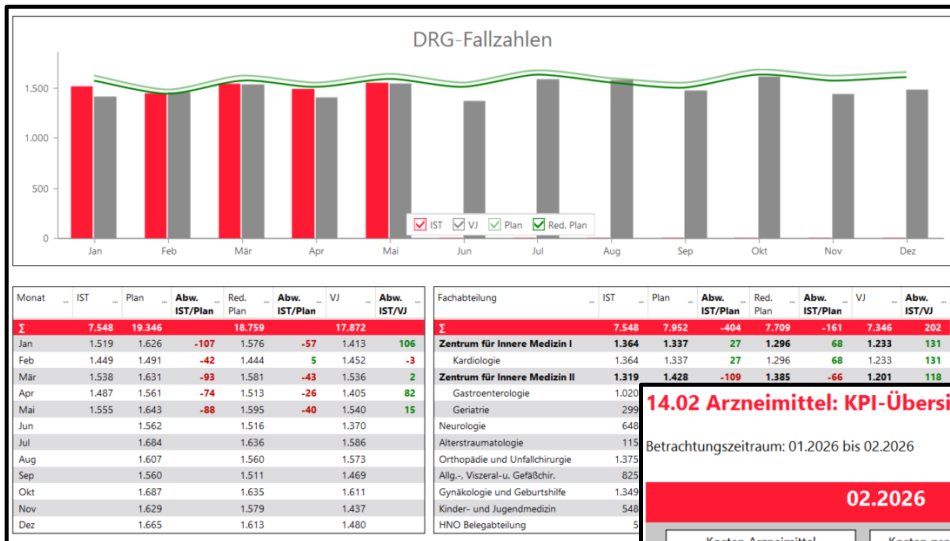 DRG-Fallzahlen
1.500
1.000
500
0
IST VJ Plan Red. Plan
Jan Feb Mär Apr Mai Jun Jul Aug Sep Okt Nov Dez
Monat ... IST ... Plan ... Abw. IST/Plan ... Red. Plan ... Abw. IST/Plan ... VJ ... Abw. IST/VJ ...
Σ 7.548 19.346 18.759 17.872
Jan 1.519 1.626 -107 1.576 -57 1.413 106
Feb 1.449 1.491 -42 1.444 5 1.452 -3
Mär 1.538 1.631 -93 1.581 -43 1.536 2
Apr 1.487 1.561 -74 1.513 -26 1.405 82
Mai 1.555 1.643 -88 1.595 -40 1.540 15
Jun 1.562 1.516 1.370
Jul 1.684 1.636 1.586
Aug 1.607 1.560 1.573
Sep 1.560 1.511 1.469
Okt 1.687 1.635 1.611
Nov 1.629 1.579 1.437
Dez 1.665 1.613 1.480
Fachabteilung ... IST ... Plan ... Abw. IST/Plan ... Red. Plan ... Abw. IST/Plan ... VJ ... Abw. IST/VJ ...
Σ 7.548 7.952 -404 7.709 -161 7.346 202
Zentrum für Innere Medizin I 1.364 1.337 27 1.296 68 1.233 131
Kardiologie 1.364 1.337 27 1.296 68 1.233 131
Zentrum für Innere Medizin II 1.319 1.428 -109 1.385 -66 1.201 118
Gastroenterologie 1.020
Geriatrie 299
Neurologie 648
Alterstraumatologie 115
Orthopädie und Unfallchirurgie 1.375
Allg.-, Viszeral-u. Gefäßchir. 825
Gynäkologie und Geburtshilfe 1.349
Kinder- und Jugendmedizin 548
HNO Belegabteilung 5
14.02 Arzneimittel: KPI-Übersi
Betrachtungszeitraum: 01.2026 bis 02.2026
02.2026